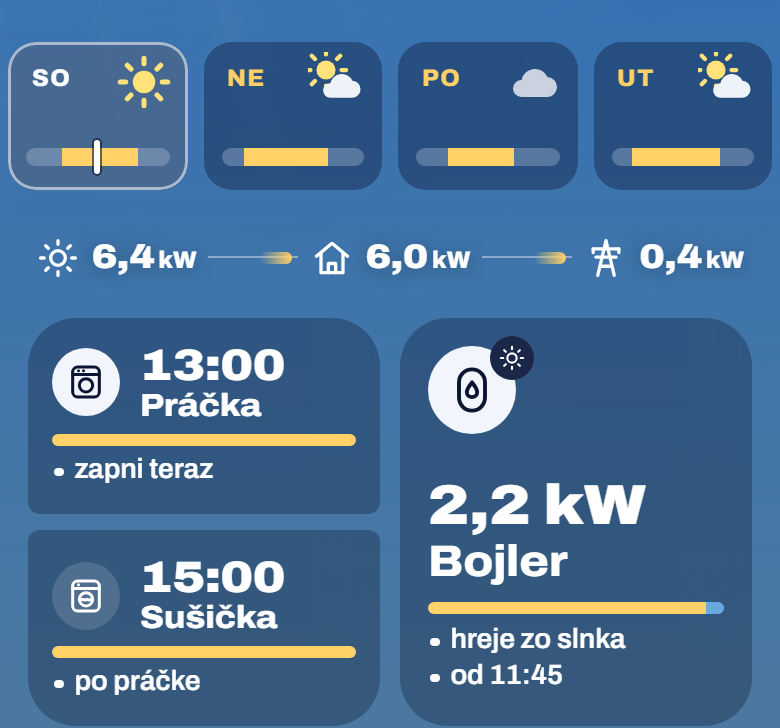 SO
NE
PO
UT
6,4 kW
6,0 kW
0,4 kW
13:00
Práčka
zapni teraz
15:00
Sušička
po práčke
2,2 kW
Bojler
hreje zo slnka
od 11:45